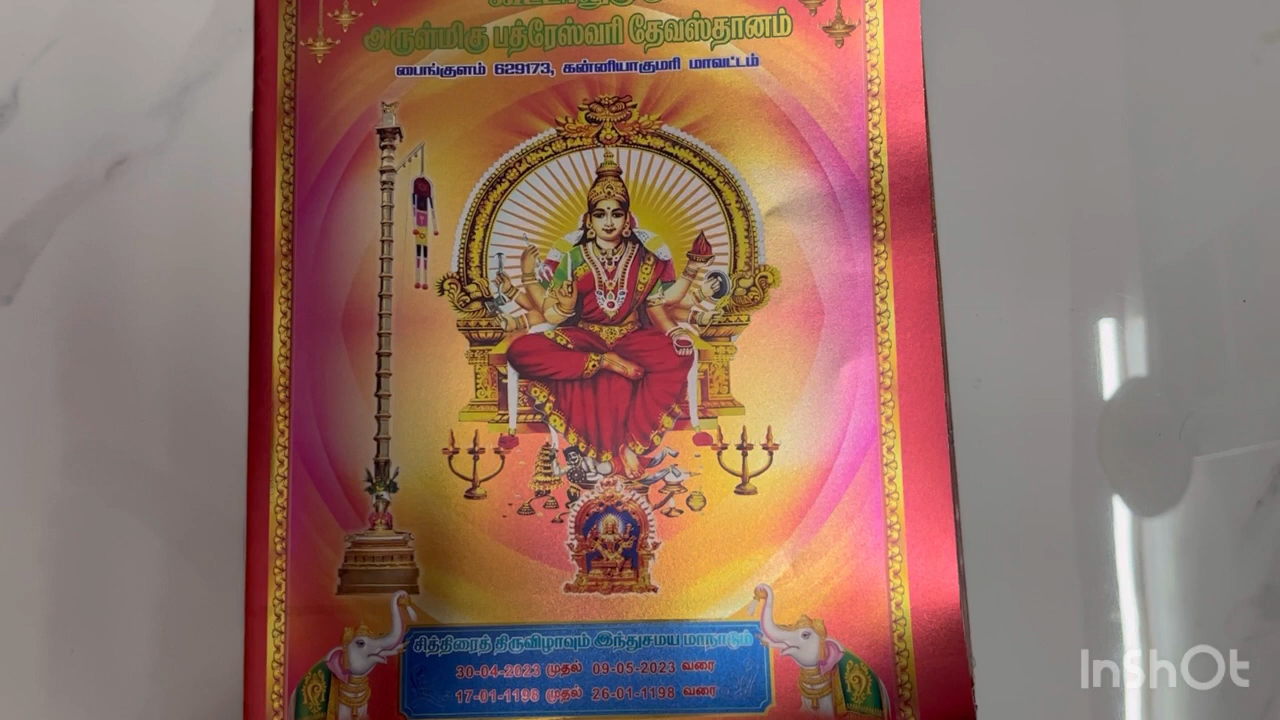 அருள்மிகு பத்ரேஸ்வரி தேவஸ்தானம்
பைங்குளம் 629173, கன்னியாகுமரி மாவட்டம்
சித்திரைத் திருவிழாவும் இந்துசமய மாநாடும்
30-04-2023 முதல் 09-05-2023 வரை
17-01-1198 முதல் 26-01-1198 வரை
InShOt